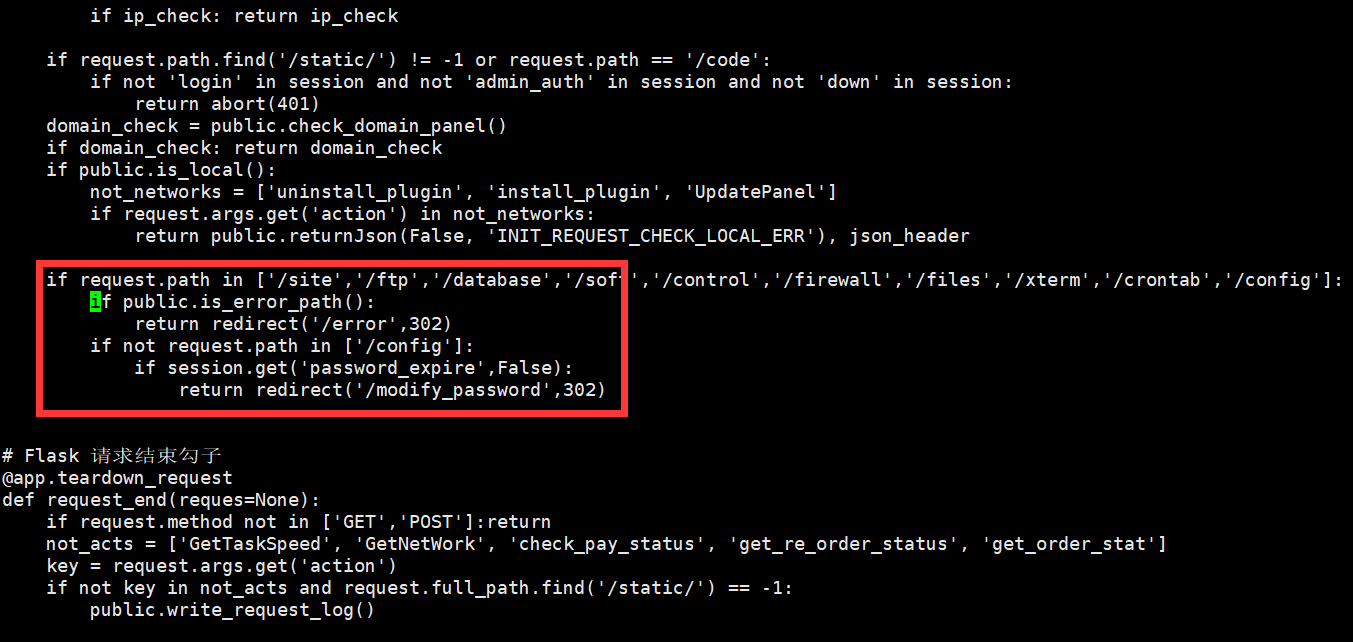 if ip_check: return ip_check
if request.path.find('/static/') != -1 or request.path == '/code':
if not 'login' in session and not 'admin_auth' in session and not 'down' in session:
return abort(401)
domain_check = public.check_domain_panel()
if domain_check: return domain_check
if public.is_local():
not_networks = ['uninstall_plugin', 'install_plugin', 'UpdatePanel']
if request.args.get('action') in not_networks:
return public.returnJson(False, 'INIT_REQUEST_CHECK_LOCAL_ERR'), json_header
if request.path in ['/site','/ftp','/database','/soft','/control','/firewall','/files','/xterm','/crontab','/config']:
if public.is_error_path():
return redirect('/error',302)
if not request.path in ['/config']:
if session.get('password_expire',False):
return redirect('/modify_password',302)
# Flask 请求结束勾子
@app.teardown_request
def request_end(reques=None):
if request.method not in ['GET','POST']:return
not_acts = ['GetTaskSpeed', 'GetNetWork', 'check_pay_status', 'get_re_order_status', 'get_order_stat']
key = request.args.get('action')
if not key in not_acts and request.full_path.find('/static/') == -1:
public.write_request_log()